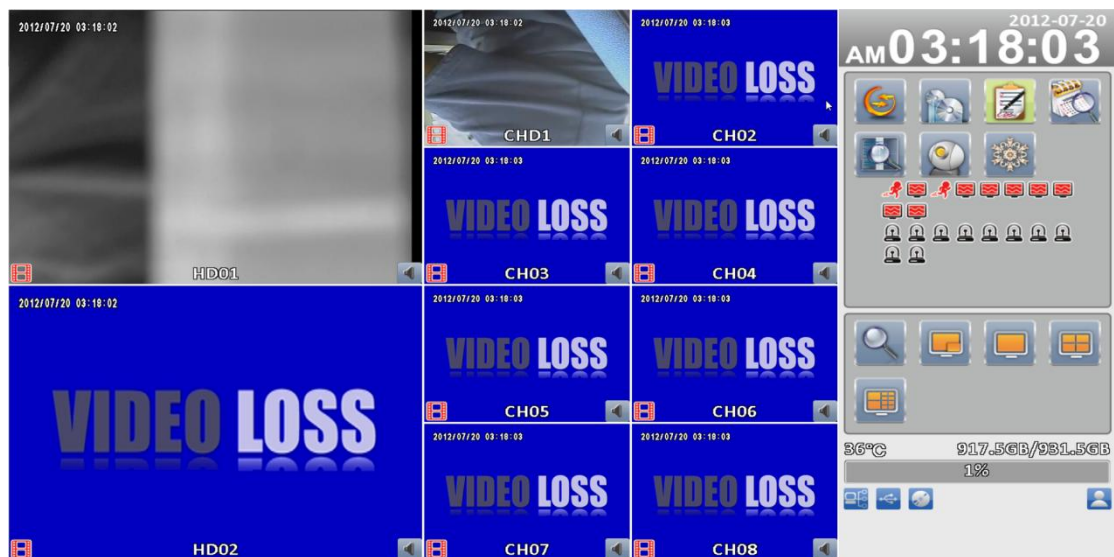 2012/07/20 03:18:02
HD01
2012/07/20 03:18:02
CHD1
2012/07/20 03:18:03
VIDEO LOSS
CH02
2012/07/20 03:18:03
VIDEO LOSS
CH03
2012/07/20 03:18:03
VIDEO LOSS
CH04
2012/07/20 03:18:02
VIDEO LOSS
HD02
2012/07/20 03:18:03
VIDEO LOSS
CH05
2012/07/20 03:18:03
VIDEO LOSS
CH06
2012/07/20 03:18:03
VIDEO LOSS
CH07
2012/07/20 03:18:03
VIDEO LOSS
CH08
2012-07-20
AM 03:18:03
36°C 917.5GB/931.5GB
1%